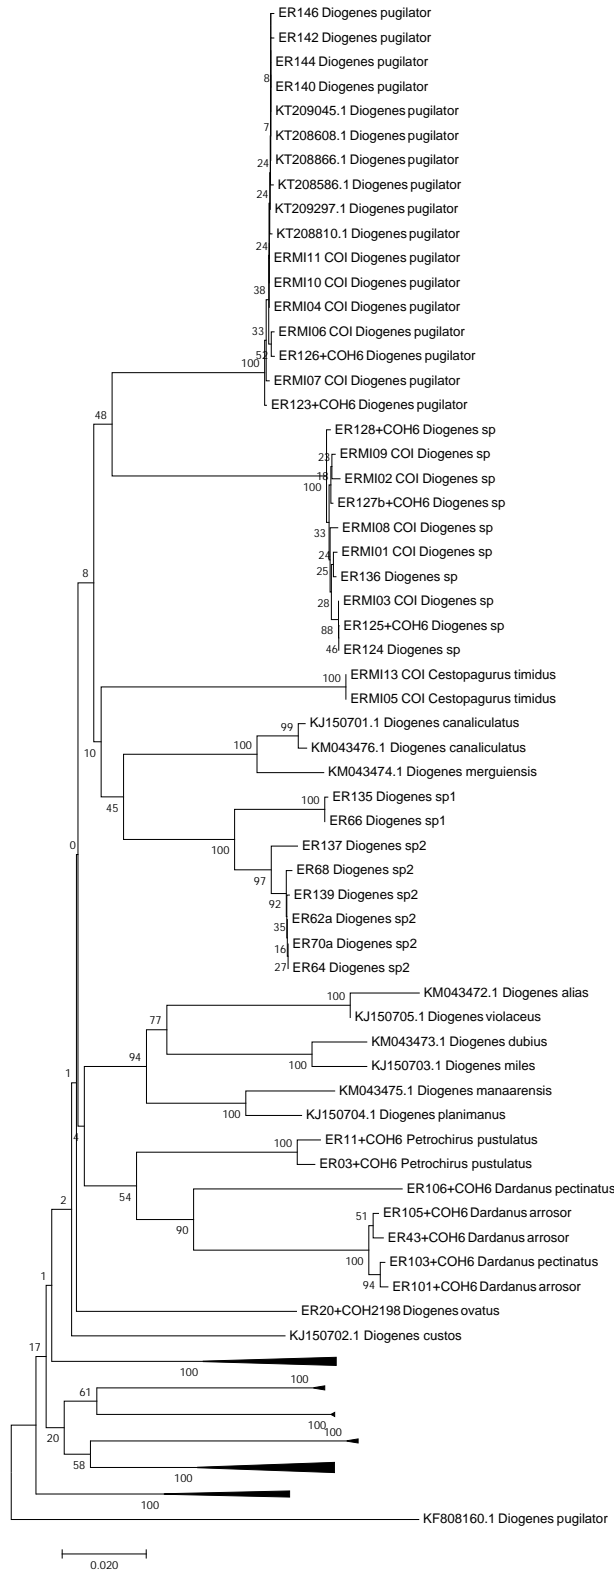 ER146 Diogenes pugilator
ER142 Diogenes pugilator
ER144 Diogenes pugilator
8
ER140 Diogenes pugilator
KT209045.1 Diogenes pugilator
7
KT208608.1 Diogenes pugilator
24
KT208866.1 Diogenes pugilator
KT208586.1 Diogenes pugilator
24
KT209297.1 Diogenes pugilator
KT208810.1 Diogenes pugilator
24
ERMI11 COI Diogenes pugilator
ERMI10 COI Diogenes pugilator
38
ERMI04 COI Diogenes pugilator
33
ERMI06 COI Diogenes pugilator
52
ER126+COH6 Diogenes pugilator
100
ERMI07 COI Diogenes pugilator
ER123+COH6 Diogenes pugilator
48
ER128+COH6 Diogenes sp
23
ERMI09 COI Diogenes sp
18
ERMI02 COI Diogenes sp
100
ER127b+COH6 Diogenes sp
33
ERMI08 COI Diogenes sp
24
ERMI01 COI Diogenes sp
25
ER136 Diogenes sp
8
28
ERMI03 COI Diogenes sp
88
ER125+COH6 Diogenes sp
46
ER124 Diogenes sp
100
ERMI13 COI Cestopagurus timidus
ERMI05 COI Cestopagurus timidus
99
KJ150701.1 Diogenes canaliculatus
10
100
KM043476.1 Diogenes canaliculatus
KM043474.1 Diogenes merguiensis
45
100
ER135 Diogenes sp1
ER66 Diogenes sp1
100
ER137 Diogenes sp2
0
97
ER68 Diogenes sp2
92
ER139 Diogenes sp2
35
ER62a Diogenes sp2
16
ER70a Diogenes sp2
27
ER64 Diogenes sp2
100
KM043472.1 Diogenes alias
77
KJ150705.1 Diogenes violaceus
KM043473.1 Diogenes dubius
94
100
KJ150703.1 Diogenes miles
1
KM043475.1 Diogenes manaarensis
100
KJ150704.1 Diogenes planimanus
4
100
ER11+COH6 Petrochirus pustulatus
ER03+COH6 Petrochirus pustulatus
54
ER106+COH6 Dardanus pectinatus
2
90
51
ER105+COH6 Dardanus arrosor
ER43+COH6 Dardanus arrosor
100
ER103+COH6 Dardanus pectinatus
1
94
ER101+COH6 Dardanus arrosor
ER20+COH2198 Diogenes ovatus
KJ150702.1 Diogenes custos
17
100
100
61
100
20
100
58
100
100
KF808160.1 Diogenes pugilator
0.020